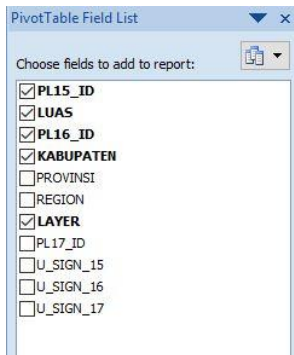 PivotTable Field List
Choose fields to add to report:
PL15_ID
LUAS
PL16_ID
KABUPATEN
PROVINSI
REGION
LAYER
PL17_ID
U_SIGN_15
U_SIGN_16
U_SIGN_17